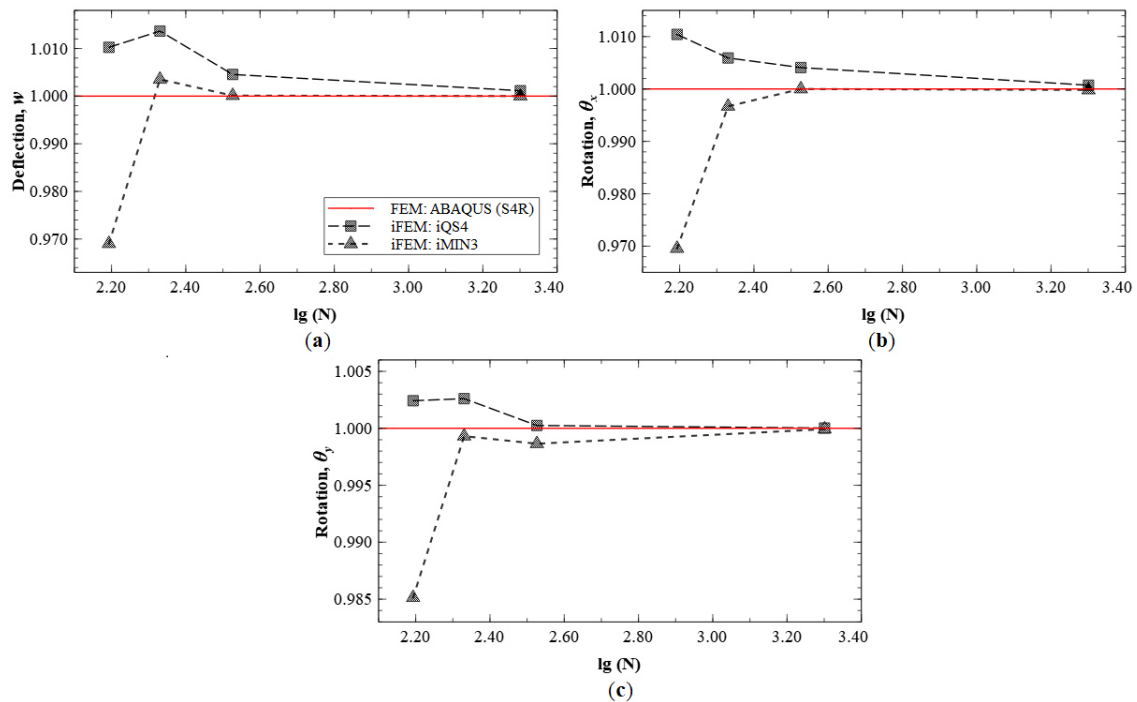 1.010
1.000
0.990
0.980
0.970
Deflection, w
2.20 2.40 2.60 2.80 3.00 3.20 3.40
lg (N)
(a)
FEM: ABAQUS (S4R)
iFEM: iQS4
iFEM: iMIN3
1.010
1.000
0.990
0.980
0.970
Rotation, θx
2.20 2.40 2.60 2.80 3.00 3.20 3.40
lg (N)
(b)
1.005
1.000
0.995
0.990
0.985
Rotation, θy
2.20 2.40 2.60 2.80 3.00 3.20 3.40
lg (N)
(c)